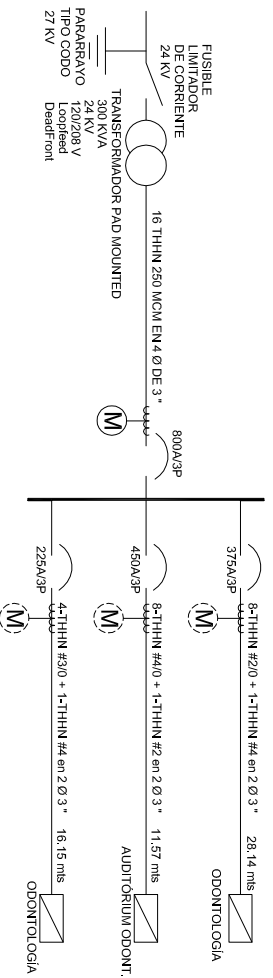 FUSIBLE
LIMITADOR
DE CORRIENTE
24 KV
PARARRAYO
TIPO CODO
27 KV
TRANSFORMADOR PAD MOUNTED
300 KVA
24 KV
120/208 V
Loopfeed
DeadFront
16 THHN 250 MCM EN 4 Ø DE 3"
M
800A/3P
375A/3P
8-THHN #2/0 + 1-THHN #4 en 2 Ø 3"
28.14 mts
M
ODONTOLOGÍA
450A/3P
8-THHN #4/0 + 1-THHN #2 en 2 Ø 3"
11.57 mts
M
AUDITÓRIUM ODONT.
225A/3P
4-THHN #3/0 + 1-THHN #4 en 2 Ø 3"
16.15 mts
M
ODONTOLOGÍA